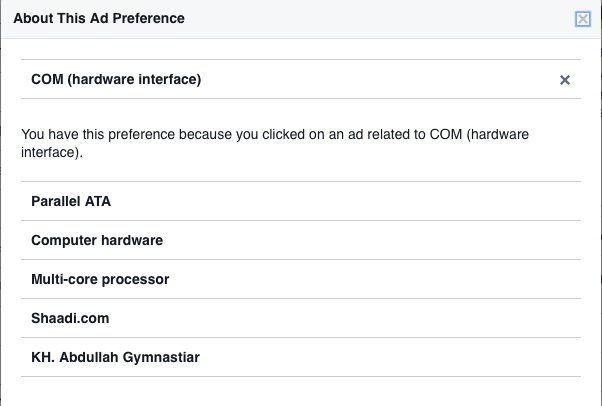 About This Ad Preference
COM (hardware interface)
You have this preference because you clicked on an ad related to COM (hardware
interface).
Parallel ATA
Computer hardware
Multi-core processor
Shaadi.com
KH. Abdullah Gymnastiar